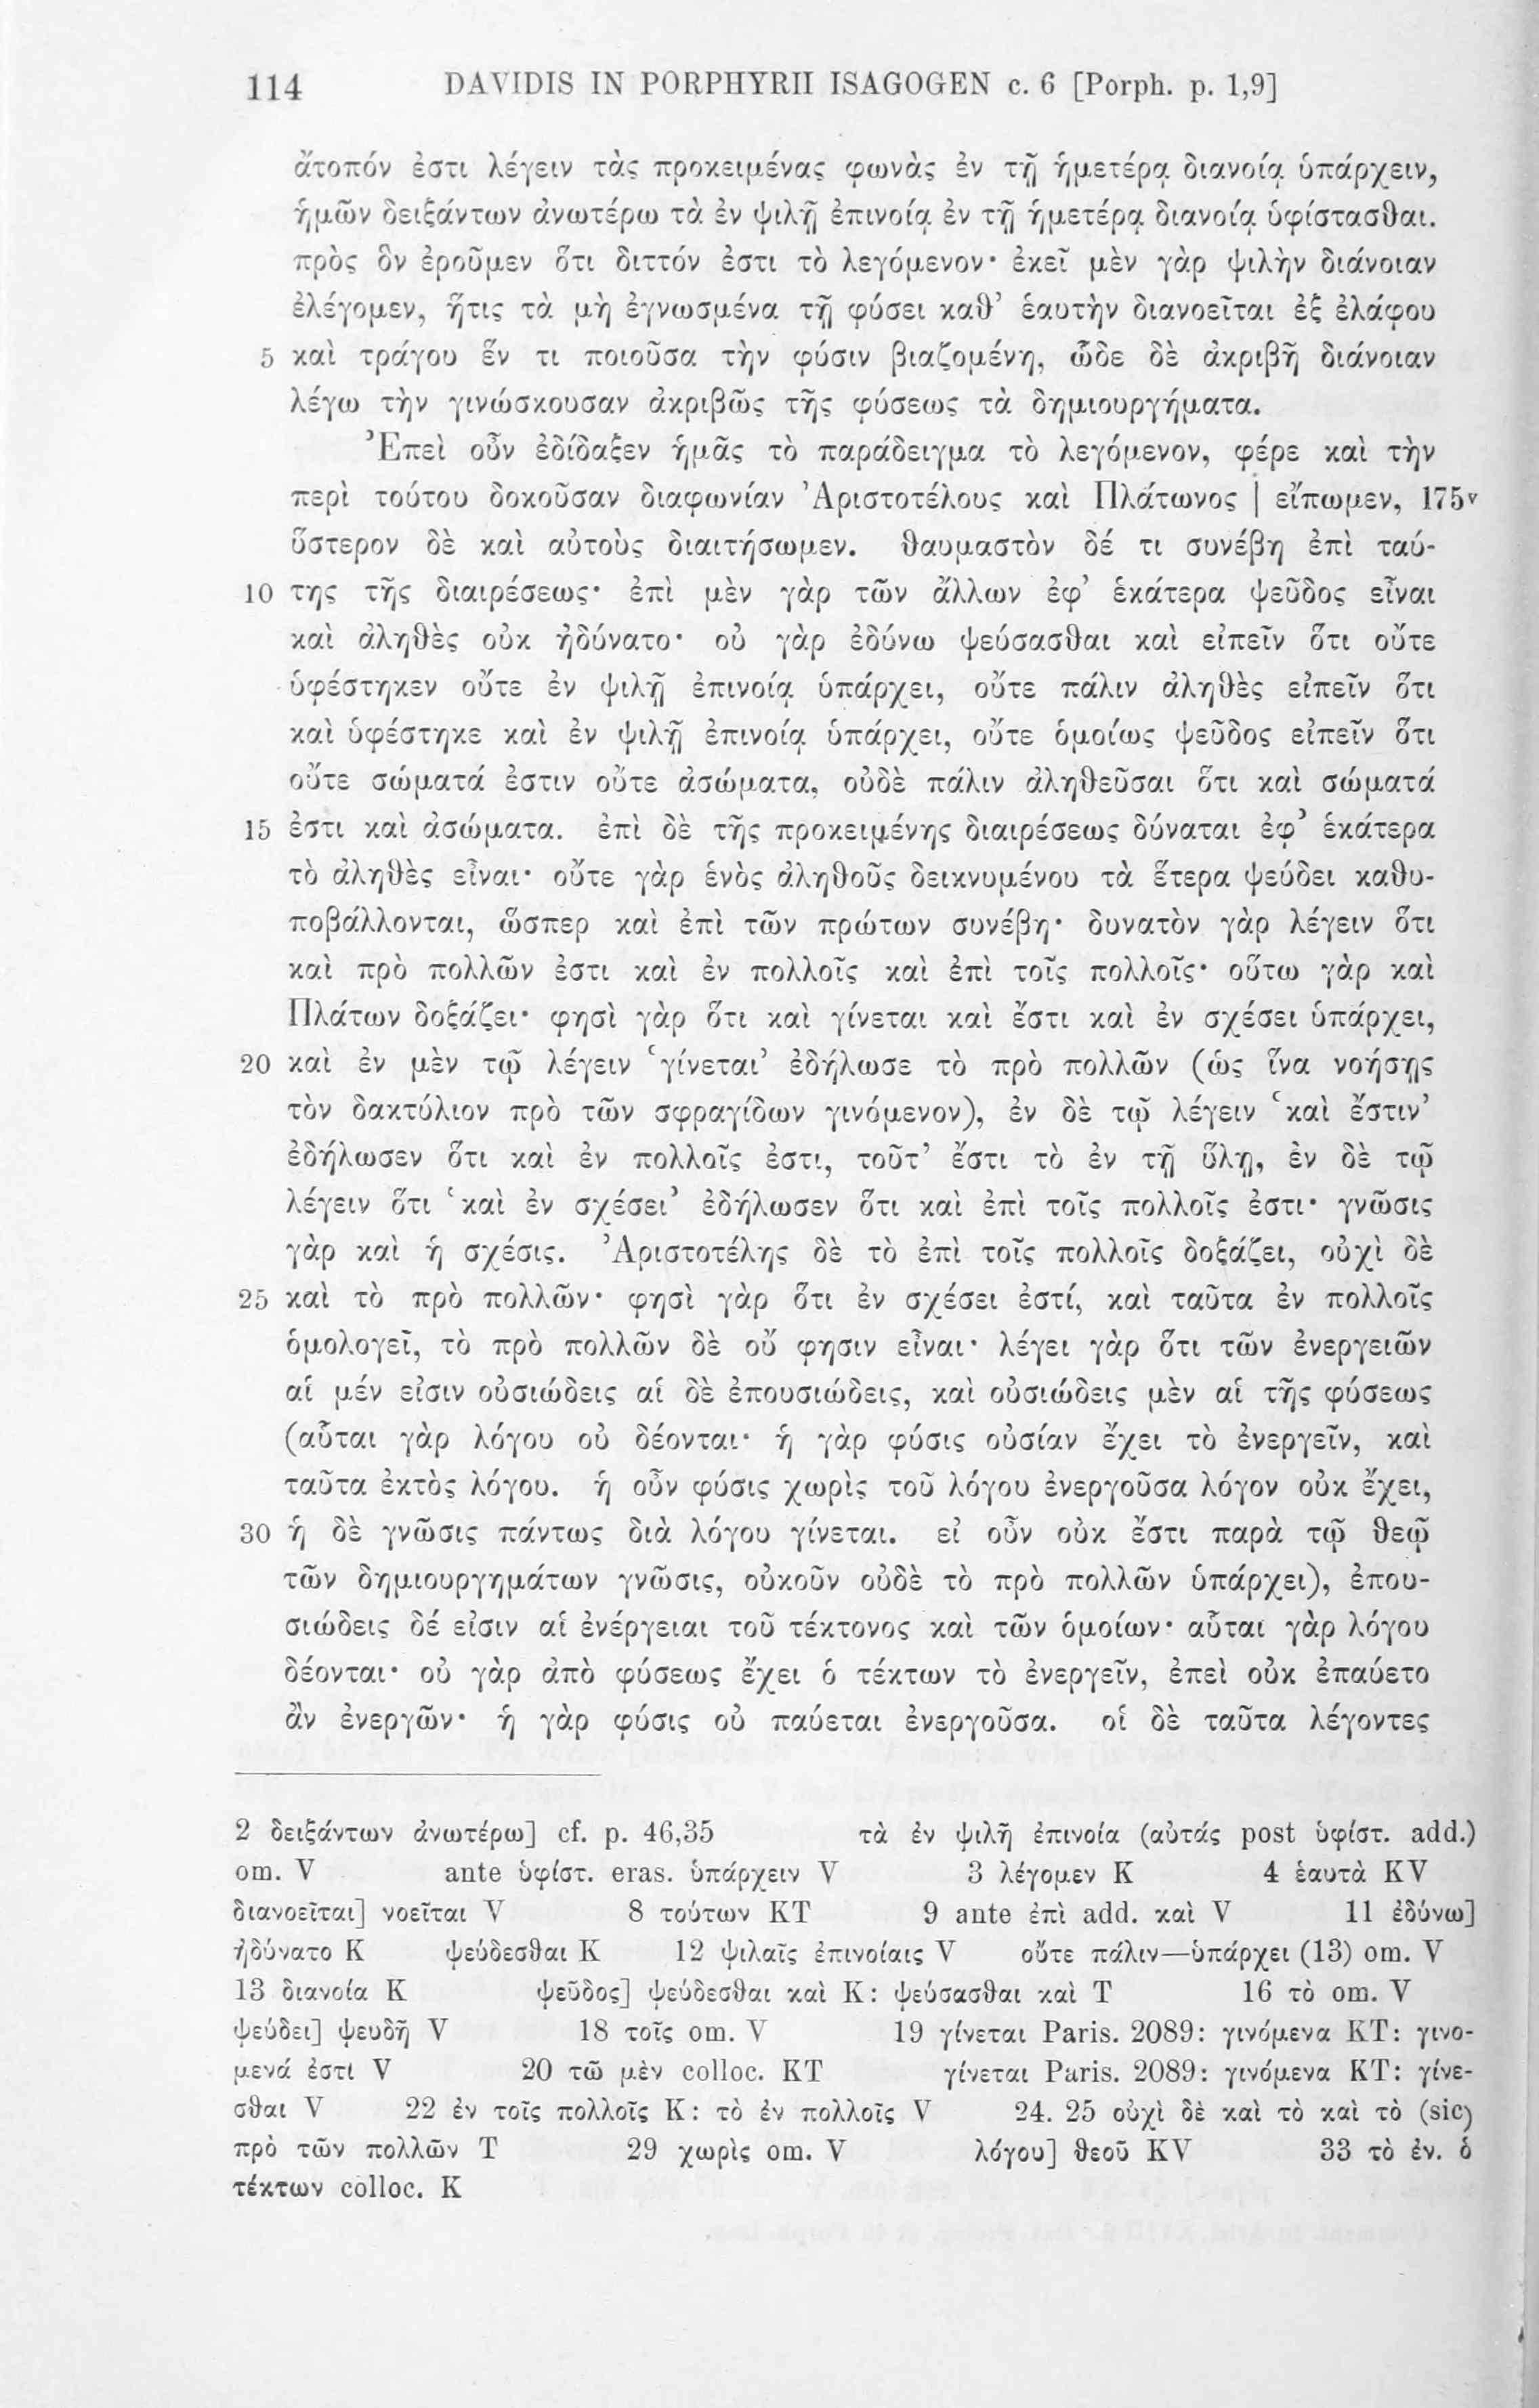 114 DAVIDIS IN PORPHYRII ISAGOGEN c. 6 [Porph. p. 1,9]
ἄτοπόν ἐστι λέγειν τὰς προκειμένας φωνὰς ἐν τῇ ἡμετέρᾳ διανοίᾳ ὑπάρχειν,
ἡμῶν δειξάντων ἀνωτέρω τὰ ἐν ψιλῇ ἐπινοίᾳ ἐν τῇ ἡμετέρᾳ διανοίᾳ ὑφίστασθαι.
πρὸς ὃν ἐροῦμεν ὅτι διττόν ἐστι τὸ λεγόμενον· ἐκεῖ μὲν γὰρ ψιλὴν διάνοιαν
ἐλέγομεν, ἥτις τὰ μὴ ἐγνωσμένα τῇ φύσει καθ’ ἑαυτὴν διανοεῖται ἐξ ἐλάφου
5 καὶ τράγου ἕν τι ποιοῦσα τὴν φύσιν βιαζομένη, ὧδε δὲ ἀκριβῆ διάνοιαν
λέγω τὴν γινώσκουσαν ἀκριβῶς τῆς φύσεως τὰ δημιουργήματα.
Ἐπεὶ οὖν ἐδίδαξεν ἡμᾶς τὸ παράδειγμα τὸ λεγόμενον, φέρε καὶ τὴν
περὶ τούτου δοκοῦσαν διαφωνίαν Ἀριστοτέλους καὶ Πλάτωνος | εἴπωμεν, 175v
ὕστερον δὲ καὶ αὐτοὺς διαιτήσωμεν. θαυμαστὸν δέ τι συνέβη ἐπὶ ταύ-
10 της τῆς διαιρέσεως· ἐπὶ μὲν γὰρ τῶν ἄλλων ἐφ’ ἑκάτερα ψεῦδος εἶναι
καὶ ἀληθὲς οὐκ ἠδύνατο· οὐ γὰρ ἐδύνω ψεύσασθαι καὶ εἰπεῖν ὅτι οὔτε
ὑφέστηκεν οὔτε ἐν ψιλῇ ἐπινοίᾳ ὑπάρχει, οὔτε πάλιν ἀληθὲς εἰπεῖν ὅτι
καὶ ὑφέστηκε καὶ ἐν ψιλῇ ἐπινοίᾳ ὑπάρχει, οὔτε ὁμοίως ψεῦδος εἰπεῖν ὅτι
οὔτε σώματά ἐστιν οὔτε ἀσώματα, οὐδὲ πάλιν ἀληθεῦσαι ὅτι καὶ σώματά
15 ἐστι καὶ ἀσώματα. ἐπὶ δὲ τῆς προκειμένης διαιρέσεως δύναται ἐφ’ ἑκάτερα
τὸ ἀληθὲς εἶναι· οὔτε γὰρ ἑνὸς ἀληθοῦς δεικνυμένου τὰ ἕτερα ψεύδει καθυ-
ποβάλλονται, ὥσπερ καὶ ἐπὶ τῶν πρώτων συνέβη· δυνατὸν γὰρ λέγειν ὅτι
καὶ πρὸ πολλῶν ἐστι καὶ ἐν πολλοῖς καὶ ἐπὶ τοῖς πολλοῖς· οὕτω γὰρ καὶ
Πλάτων δοξάζει· φησὶ γὰρ ὅτι καὶ γίνεται καὶ ἔστι καὶ ἐν σχέσει ὑπάρχει,
20 καὶ ἐν μὲν τῷ λέγειν ‘γίνεται’ ἐδήλωσε τὸ πρὸ πολλῶν (ὡς ἵνα νοήσῃς
τὸν δακτύλιον πρὸ τῶν σφραγίδων γινόμενον), ἐν δὲ τῷ λέγειν ‘καὶ ἔστιν’
ἐδήλωσεν ὅτι καὶ ἐν πολλοῖς ἐστι, τοῦτ’ ἔστι τὸ ἐν τῇ ὕλῃ, ἐν δὲ τῷ
λέγειν ὅτι ‘καὶ ἐν σχέσει’ ἐδήλωσεν ὅτι καὶ ἐπὶ τοῖς πολλοῖς ἐστι· γνῶσις
γὰρ καὶ ἡ σχέσις. Ἀριστοτέλης δὲ τὸ ἐπὶ τοῖς πολλοῖς δοξάζει, οὐχὶ δὲ
25 καὶ τὸ πρὸ πολλῶν· φησὶ γὰρ ὅτι ἐν σχέσει ἐστί, καὶ ταῦτα ἐν πολλοῖς
ὁμολογεῖ, τὸ πρὸ πολλῶν δὲ οὔ φησιν εἶναι· λέγει γὰρ ὅτι τῶν ἐνεργειῶν
αἱ μέν εἰσιν οὐσιώδεις αἱ δὲ ἐπουσιώδεις, καὶ οὐσιώδεις μὲν αἱ τῆς φύσεως
(αὗται γὰρ λόγου οὐ δέονται· ἡ γὰρ φύσις οὐσίαν ἔχει τὸ ἐνεργεῖν, καὶ
ταῦτα ἐκτὸς λόγου. ἡ οὖν φύσις χωρὶς τοῦ λόγου ἐνεργοῦσα λόγον οὐκ ἔχει,
30 ἡ δὲ γνῶσις πάντως διὰ λόγου γίνεται. εἰ οὖν οὐκ ἔστι παρὰ τῷ θεῷ
τῶν δημιουργημάτων γνῶσις, οὐκοῦν οὐδὲ τὸ πρὸ πολλῶν ὑπάρχει), ἐπου-
σιώδεις δέ εἰσιν αἱ ἐνέργειαι τοῦ τέκτονος καὶ τῶν ὁμοίων· αὗται γὰρ λόγου
δέονται· οὐ γὰρ ἀπὸ φύσεως ἔχει ὁ τέκτων τὸ ἐνεργεῖν, ἐπεὶ οὐκ ἐπαύετο
ἂν ἐνεργῶν· ἡ γὰρ φύσις οὐ παύεται ἐνεργοῦσα. οἱ δὲ ταῦτα λέγοντες
2 δειξάντων ἀνωτέρω] cf. p. 46,35 τὰ ἐν ψιλῆ ἐπινοία (αὐτάς post ὑφίστ. add.)
om. V ante ὑφίστ. eras. ὑπάρχειν V 3 λέγομεν K 4 ἑαυτὰ KV
διανοεῖται] νοεῖται V 8 τούτων KT 9 ante ἐπὶ add. καὶ V 11 ἐδύνω]
ἠδύνατο K ψεύδεσθαι K 12 ψιλαῖς ἐπινοίαις V οὔτε πάλιν—ὑπάρχει (13) om. V
13 διανοία K ψεῦδος] ψεύδεσθαι καὶ K: ψεύσασθαι καὶ T 16 τὸ om. V
ψεύδει] ψευδῆ V 18 τοῖς om. V 19 γίνεται Paris. 2089: γινόμενα KT: γινο-
μενά ἐστι V 20 τῶ μὲν colloc. KT γίνεται Paris. 2089: γινόμενα KT: γίνε-
σθαι V 22 ἐν τοῖς πολλοῖς K: τὸ ἐν πολλοῖς V 24. 25 οὐχὶ δὲ καὶ τὸ καὶ τὸ (sic)
πρὸ τῶν πολλῶν T 29 χωρὶς om. V λόγου] θεοῦ KV 33 τὸ ἐν. ὁ
τέκτων colloc. K